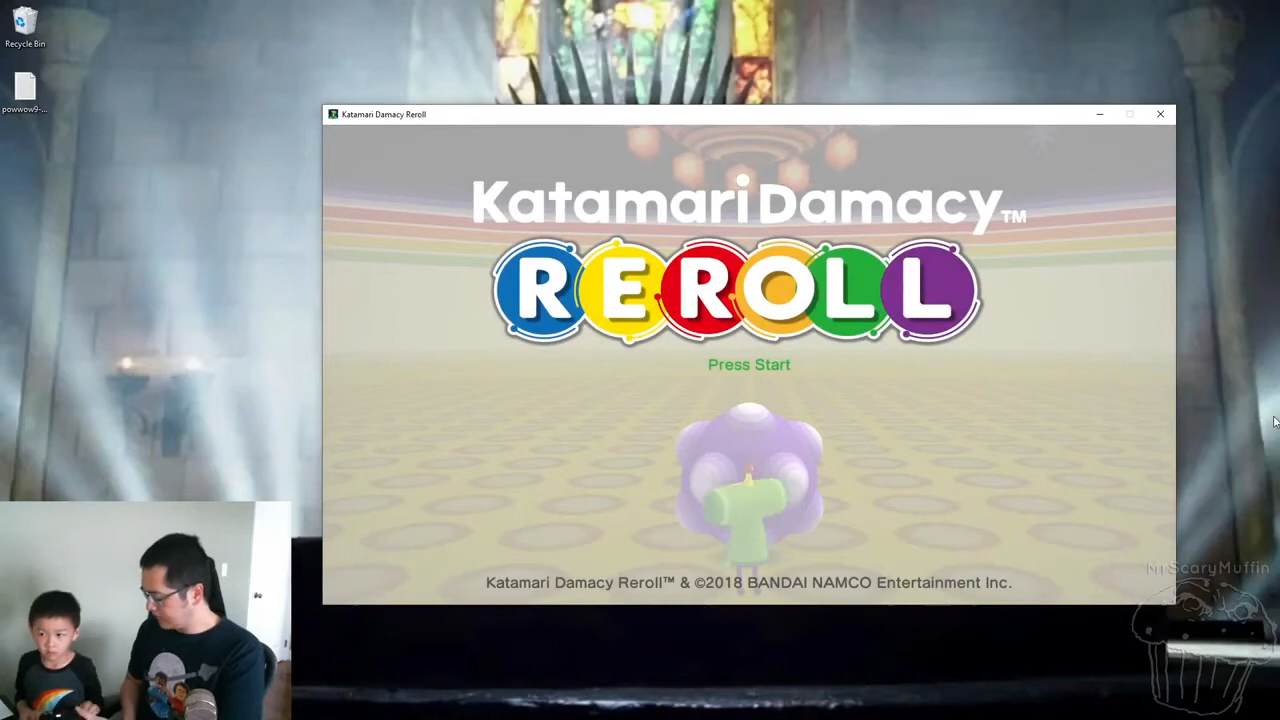 Recycle Bin
powwow9-...
Katamari Damacy Reroll
Katamari Damacy™
REROLL
Press Start
Katamari Damacy Reroll™ & ©2018 BANDAI NAMCO Entertainment Inc.
MrScaryMuffin